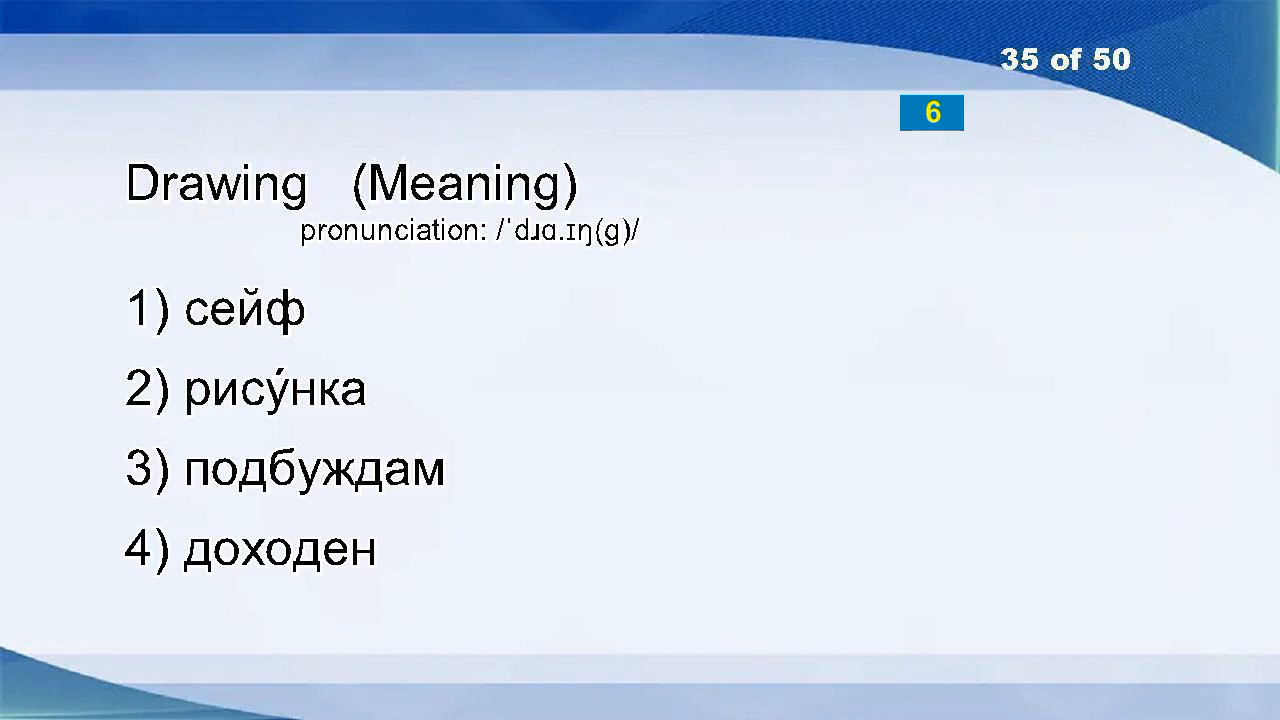 35 of 50
6
Drawing (Meaning)
pronunciation: /ˈdɹɑ.ɪŋ(g)/
1) сейф
2) рису́нка
3) подбуждам
4) доходен